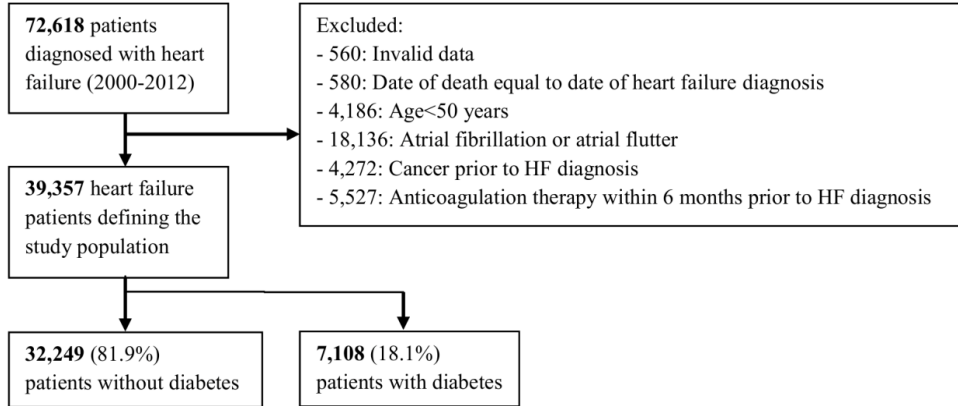 72,618 patients
diagnosed with heart
failure (2000-2012)
Excluded:
- 560: Invalid data
- 580: Date of death equal to date of heart failure diagnosis
- 4,186: Age<50 years
- 18,136: Atrial fibrillation or atrial flutter
- 4,272: Cancer prior to HF diagnosis
- 5,527: Anticoagulation therapy within 6 months prior to HF diagnosis
39,357 heart failure
patients defining the
study population
32,249 (81.9%)
patients without diabetes
7,108 (18.1%)
patients with diabetes